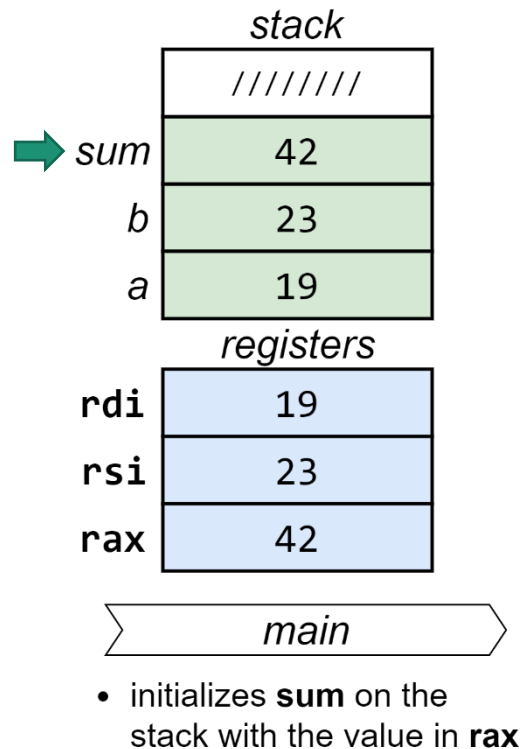 stack
////////
sum 42
b 23
a 19
registers
rdi 19
rsi 23
rax 42
main
• initializes sum on the
stack with the value in rax